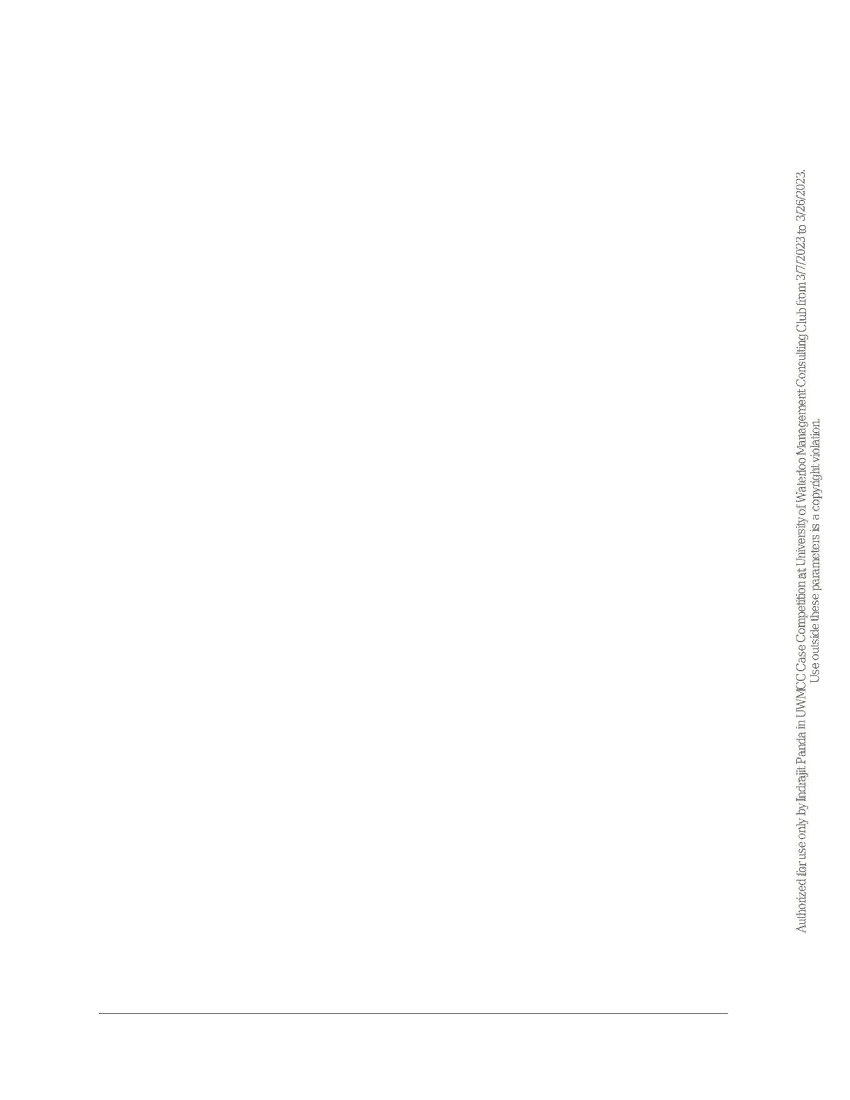 Authorized for use only by Indrajit Panda in UWMCC Case Competition at University of Waterloo Management Consulting Club from 3/7/2023 to 3/26/2023.
Use outside these parameters is a copyright violation.